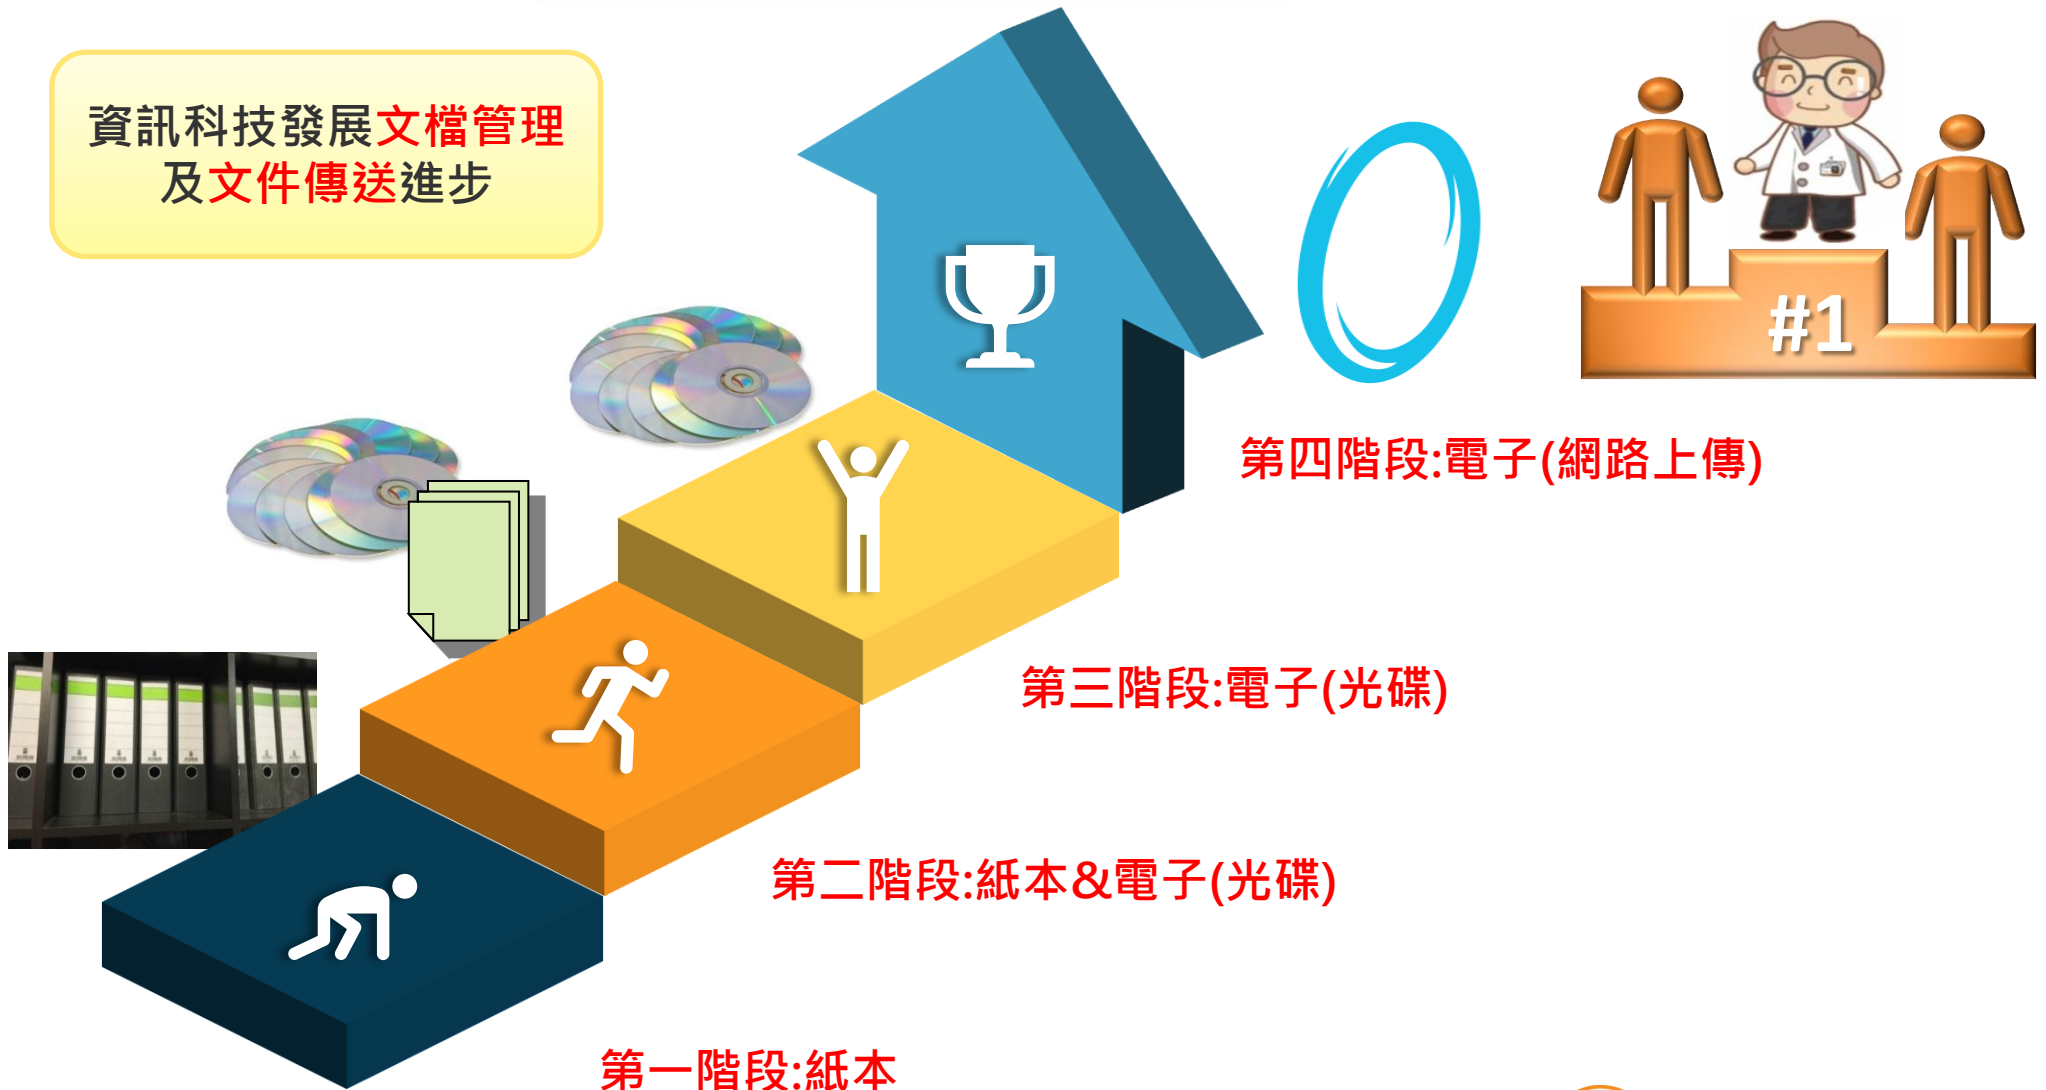 資訊科技發展文檔管理
及文件傳送進步
#1
第四階段:電子(網路上傳)
第三階段:電子(光碟)
第二階段:紙本&電子(光碟)
第一階段:紙本